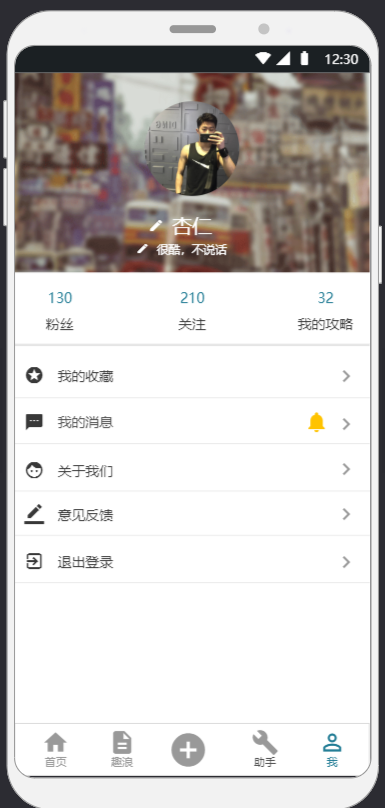 12:30
杏仁
很酷，不说话
130 210 32
粉丝 关注 我的攻略
我的收藏
我的消息
关于我们
意见反馈
退出登录
首页 趣浪 助手 我